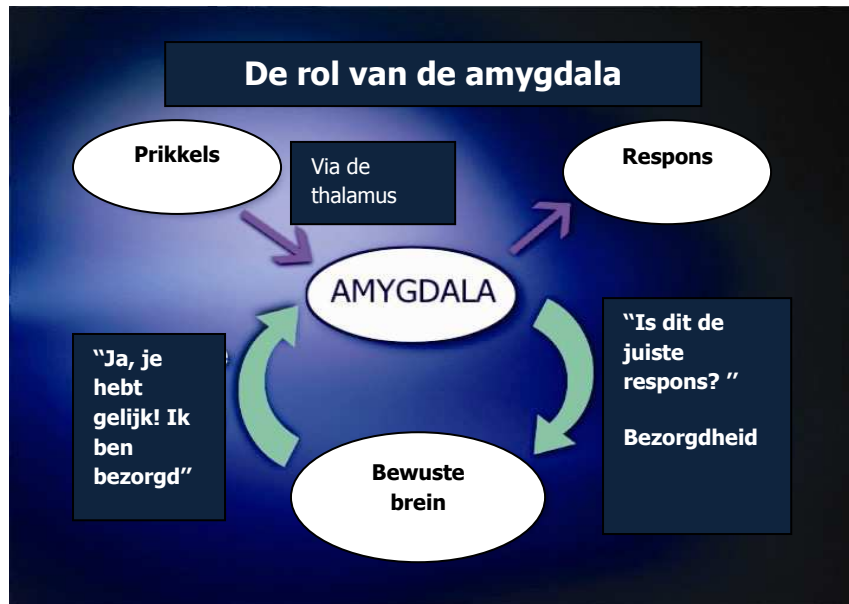 De rol van de amygdala
Prikkels
Via de
thalamus
Respons
AMYGDALA
“Is dit de
juiste
respons? ”
Bezorgdheid
“Ja, je
hebt
gelijk! Ik
ben
bezorgd”
Bewuste
brein